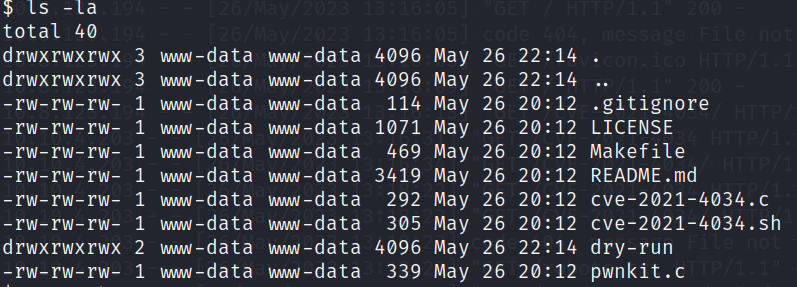 $ ls -la
total 40
drwxrwxrwx 3 www-data www-data 4096 May 26 22:14 .
drwxrwxrwx 3 www-data www-data 4096 May 26 22:14 ..
-rw-rw-rw- 1 www-data www-data  114 May 26 20:12 .gitignore
-rw-rw-rw- 1 www-data www-data 1071 May 26 20:12 LICENSE
-rw-rw-rw- 1 www-data www-data  469 May 26 20:12 Makefile
-rw-rw-rw- 1 www-data www-data 3419 May 26 20:12 README.md
-rw-rw-rw- 1 www-data www-data  292 May 26 20:12 cve-2021-4034.c
-rw-rw-rw- 1 www-data www-data  305 May 26 20:12 cve-2021-4034.sh
drwxrwxrwx 2 www-data www-data 4096 May 26 22:14 dry-run
-rw-rw-rw- 1 www-data www-data  339 May 26 20:12 pwnkit.c